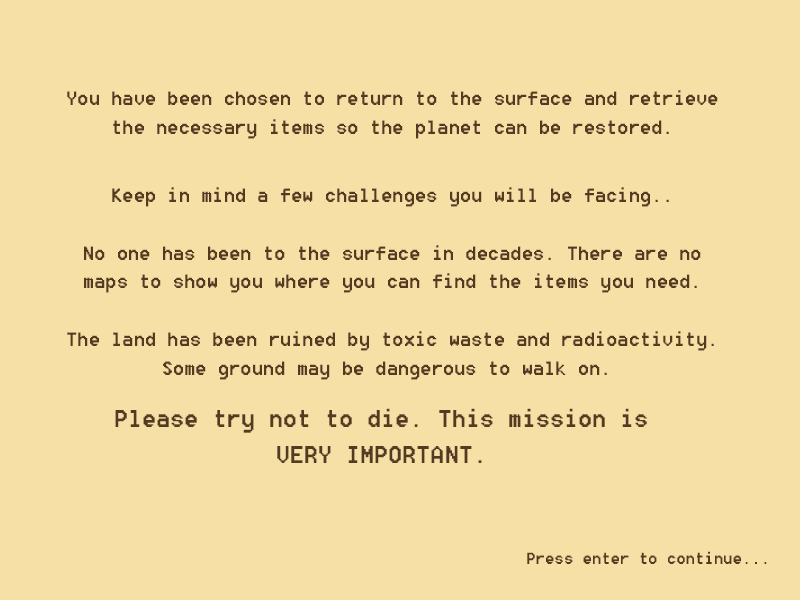 You have been chosen to return to the surface and retrieve
the necessary items so the planet can be restored.
Keep in mind a few challenges you will be facing..
No one has been to the surface in decades. There are no
maps to show you where you can find the items you need.
The land has been ruined by toxic waste and radioactivity.
Some ground may be dangerous to walk on.
Please try not to die. This mission is
VERY IMPORTANT.
Press enter to continue...